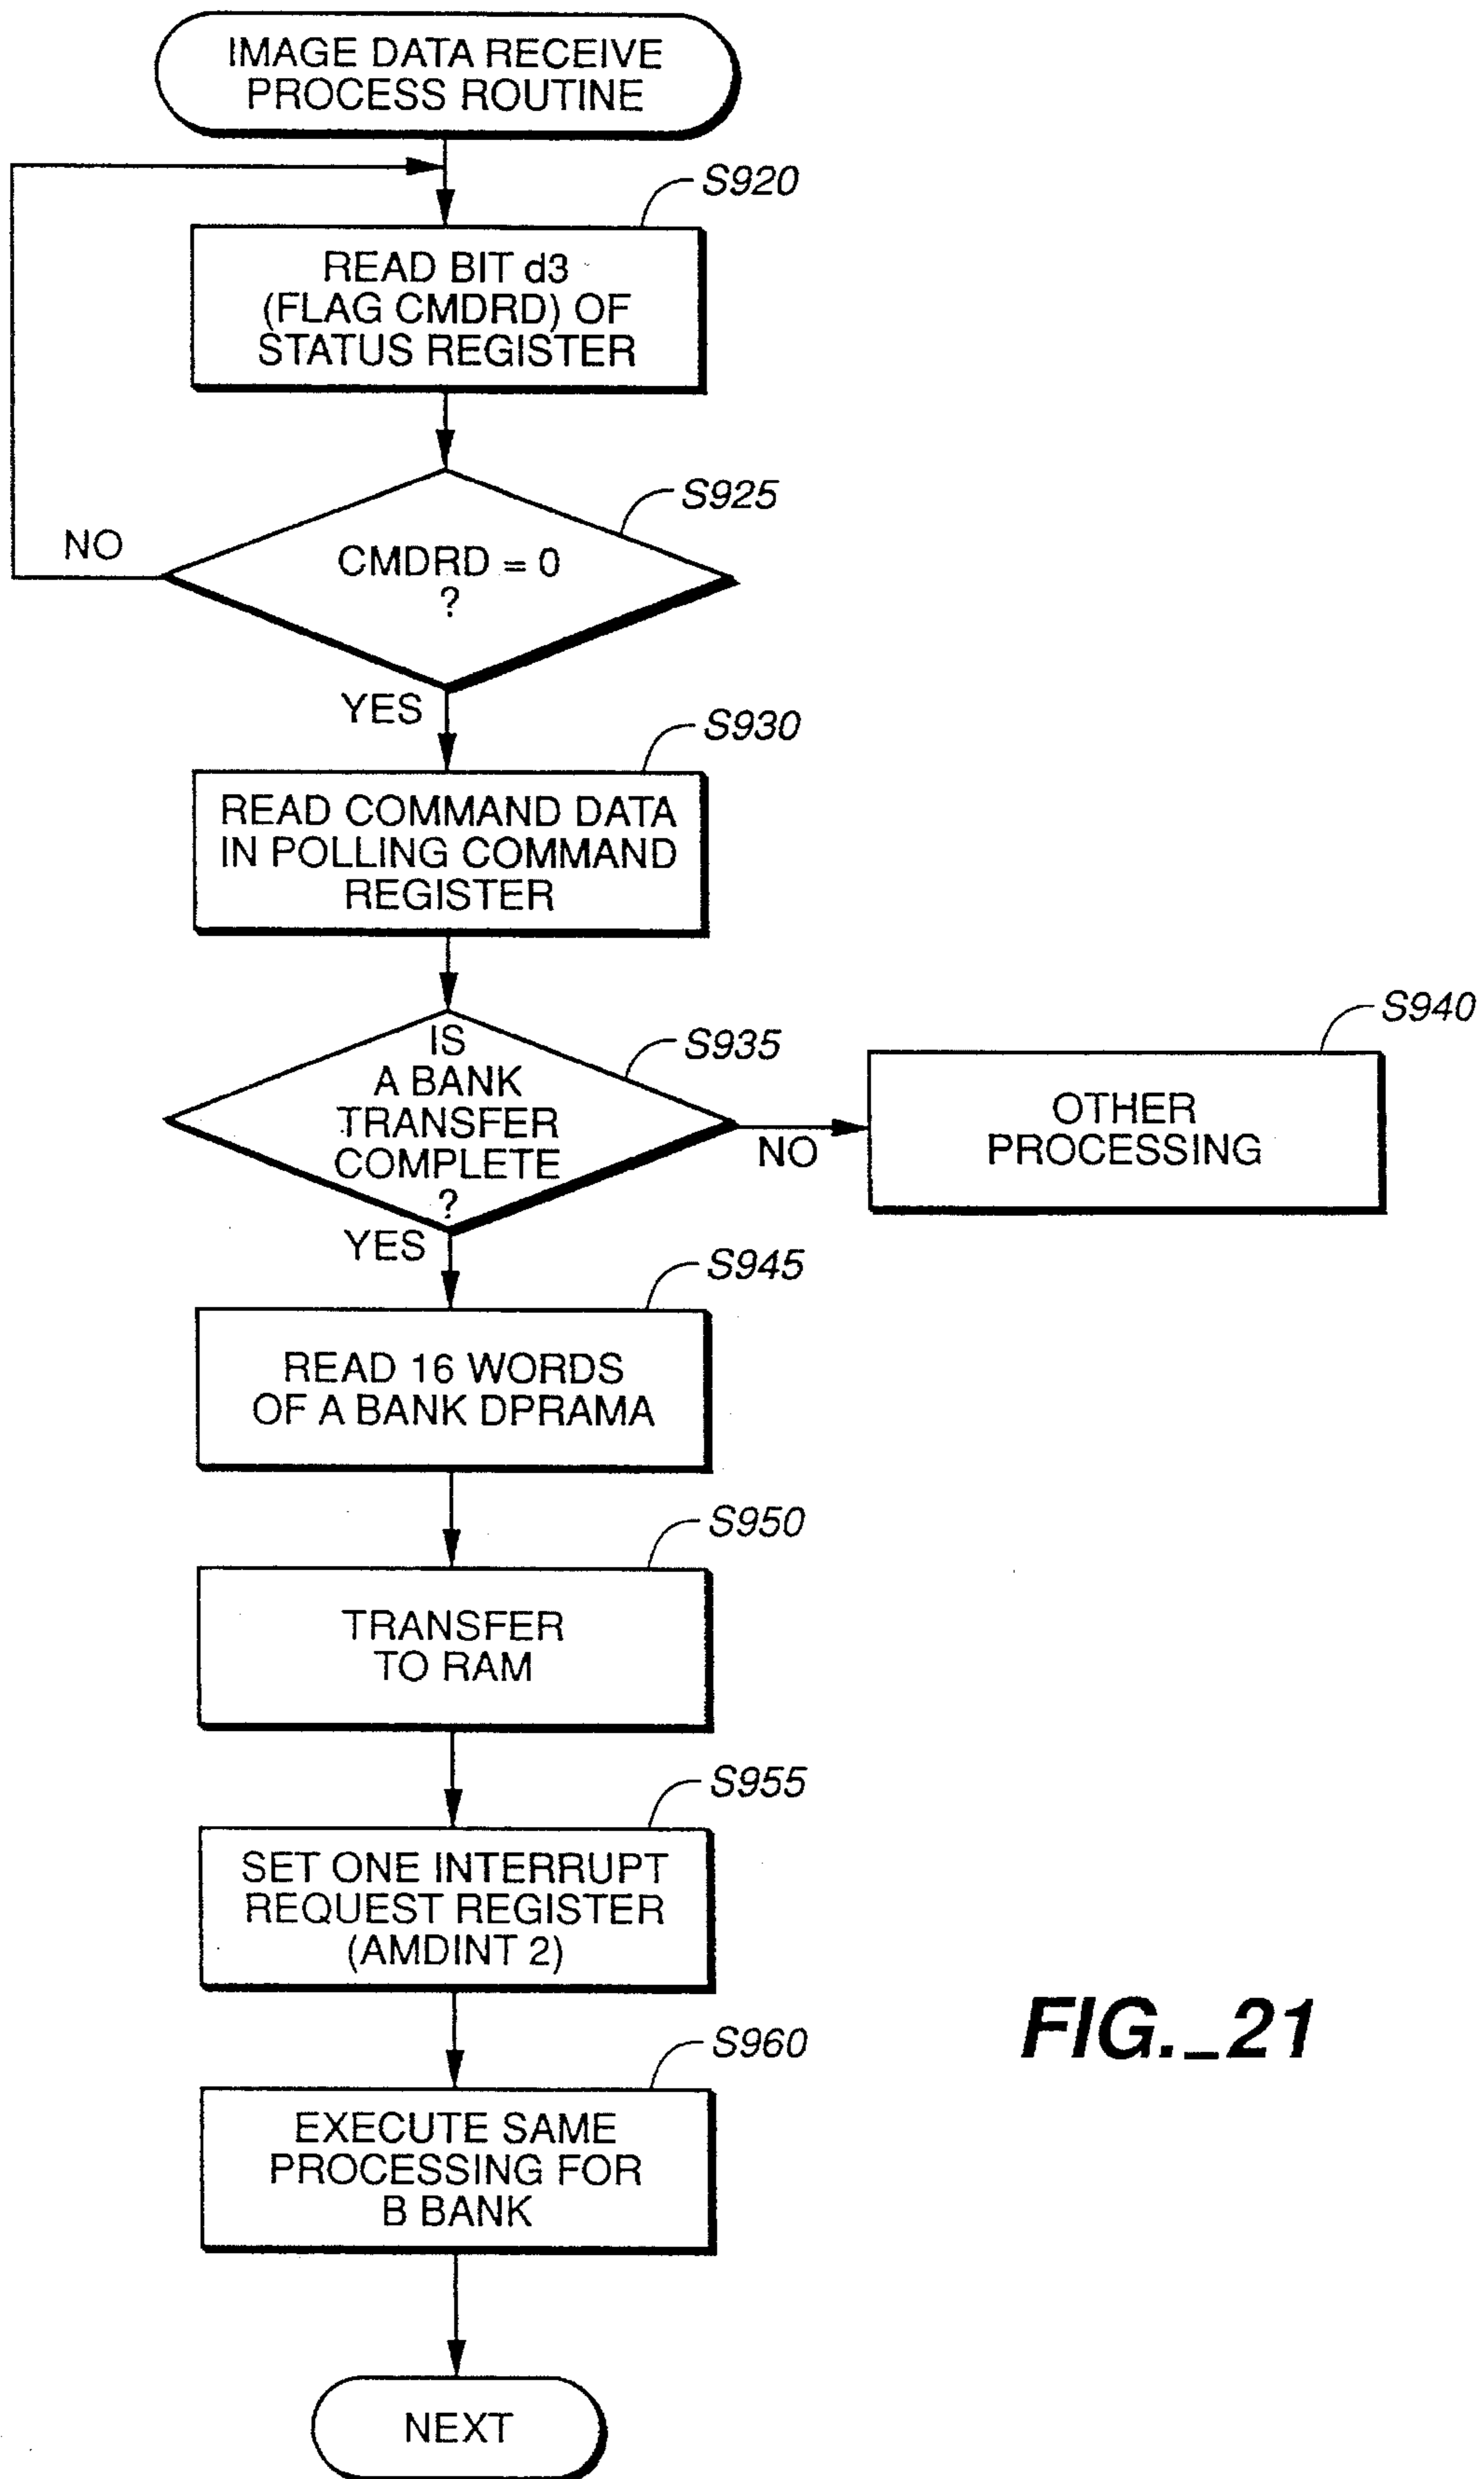 IMAGE DATA RECEIVE
PROCESS ROUTINE
S920
READ BIT d3
(FLAG CMDRD) OF
STATUS REGISTER
S925
NO
CMDRD = 0
?
YES
S930
READ COMMAND DATA
IN POLLING COMMAND
REGISTER
S935
IS
A BANK
TRANSFER
COMPLETE
?
NO
S940
OTHER
PROCESSING
YES
S945
READ 16 WORDS
OF A BANK DPRAMA
S950
TRANSFER
TO RAM
S955
SET ONE INTERRUPT
REQUEST REGISTER
(AMDINT 2)
S960
EXECUTE SAME
PROCESSING FOR
B BANK
NEXT
FIG._21